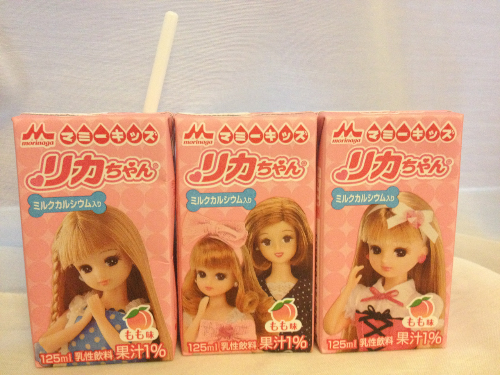 morinaga マミーキッズ
リカちゃん
ミルクカルシウム入り
もも味
125ml 乳性飲料 果汁1%
morinaga マミーキッズ
リカちゃん
ミルクカルシウム入り
もも味
125ml 乳性飲料 果汁1%
morinaga マミーキッズ
リカちゃん
ミルクカルシウム入り
もも味
125ml 乳性飲料 果汁1%